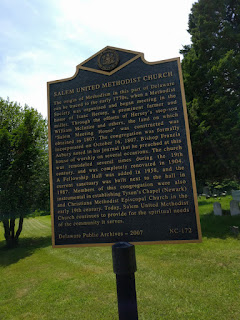 SALEM UNITED METHODIST CHURCH
The origin of Methodism in this part of Delaware
can be traced to the early 1770s, when a Methodist
Society was organized and began meeting in the
home of Isaac Hersey, a prominent farmer and
miller. Through the efforts of Hersey's step-son
William McIntire and others, the land on which
"Salem Meeting House" was constructed was
obtained in 1807. The congregation was formally
incorporated on October 16, 1807. Bishop Francis
Asbury noted in his journal that he preached at this
house of worship on several occasions. The church
was remodeled several times during the 19th
century, and was completely renovated in 1904.
A Fellowship Hall was added in 1958, and the
current sanctuary was built next to the hall in
1987. Members of this congregation were also
instrumental in establishing Tyson's Chapel (Newark)
and Christiana Methodist Episcopal Church in the
early 19th century. Today, Salem United Methodist
Church continues to provide for the spiritual needs
of the community it serves.
Delaware Public Archives - 2007
NC-172